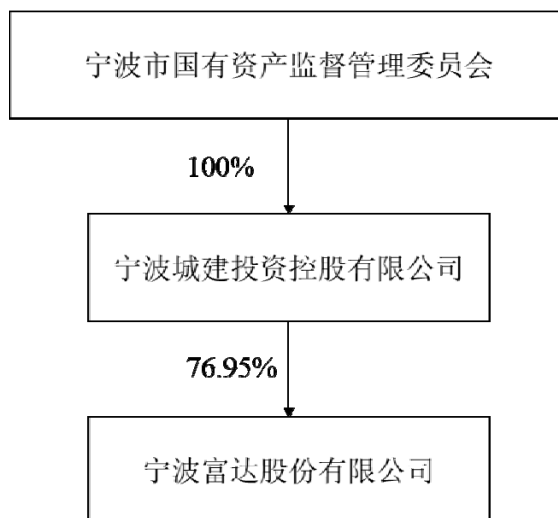 宁波市国有资产监督管理委员会
100%
宁波城建投资控股有限公司
76.95%
宁波富达股份有限公司